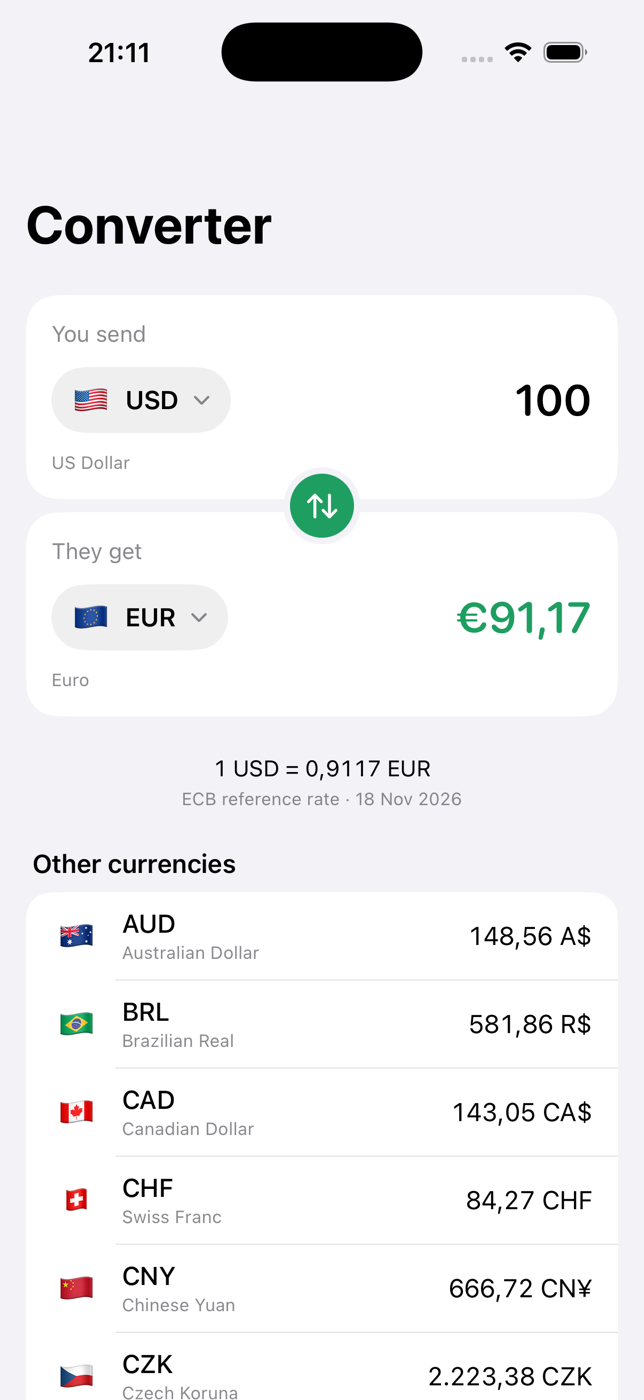 21:11
Converter
You send
USD
100
US Dollar
They get
EUR
€91,17
Euro
1 USD = 0,9117 EUR
ECB reference rate · 18 Nov 2026
Other currencies
AUD
148,56 A$
Australian Dollar
BRL
581,86 R$
Brazilian Real
CAD
143,05 CA$
Canadian Dollar
CHF
84,27 CHF
Swiss Franc
CNY
666,72 CN¥
Chinese Yuan
CZK
2.223,38 CZK
Czech Koruna